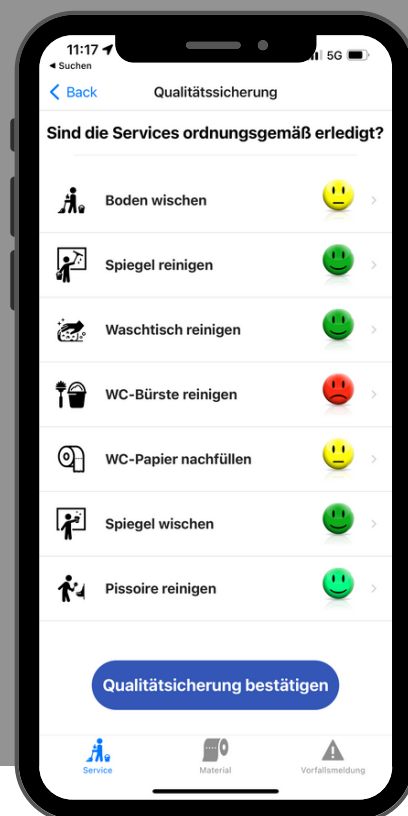 11:17
5G
Suchen
Back
Qualitätssicherung
Sind die Services ordnungsgemäß erledigt?
Boden wischen
Spiegel reinigen
Waschtisch reinigen
WC-Bürste reinigen
WC-Papier nachfüllen
Spiegel wischen
Pissoire reinigen
Qualitätsicherung bestätigen
Service
Material
Vorfallsmeldung